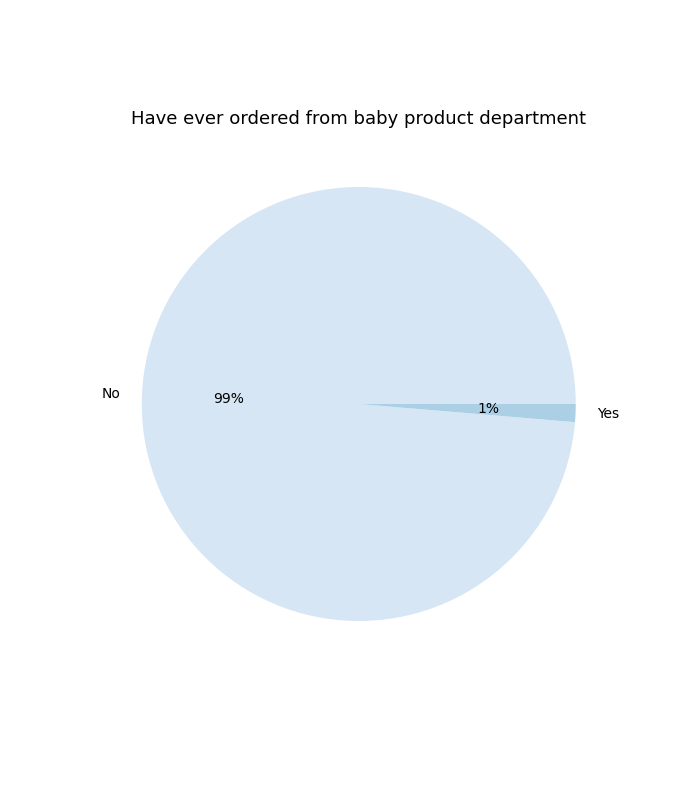 Have ever ordered from baby product department
No
99%
1%
Yes